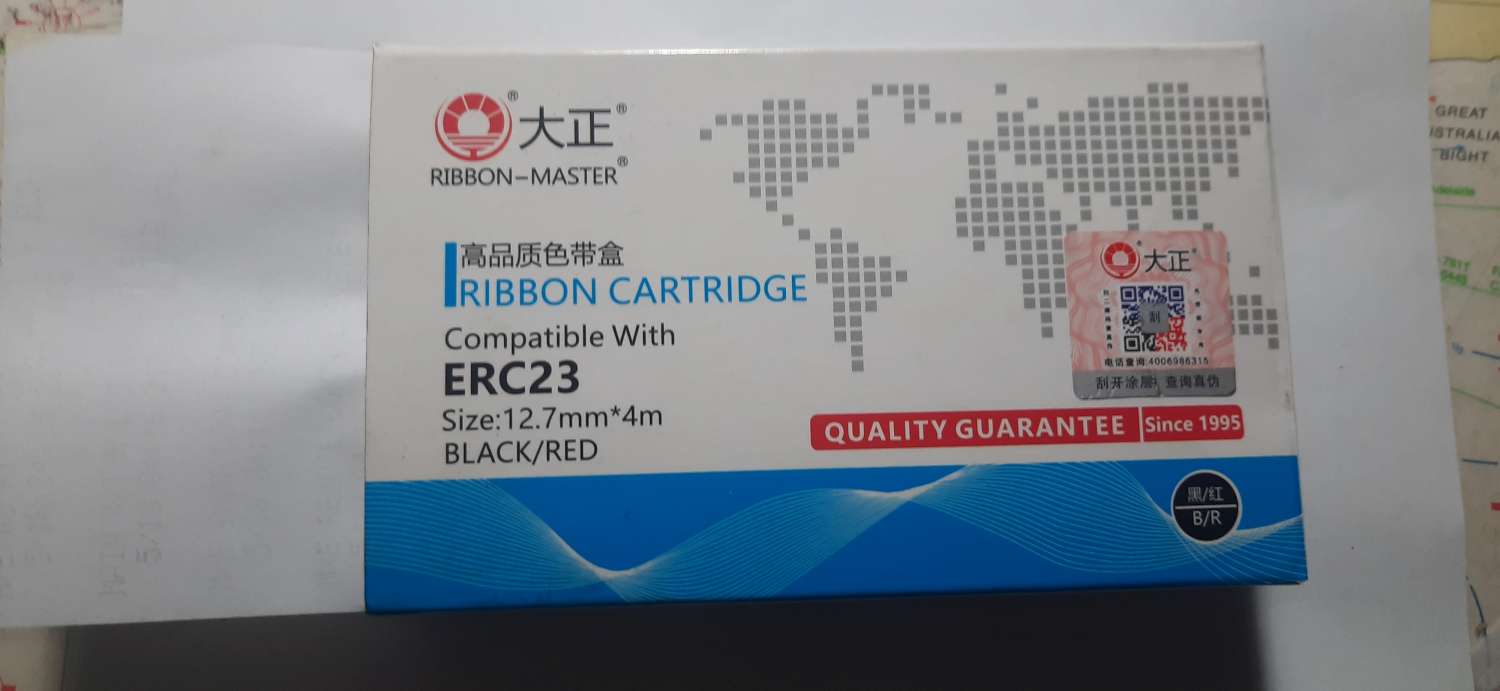 大正®
RIBBON-MASTER®
高品质色带盒
RIBBON CARTRIDGE
Compatible With
ERC23
Size:12.7mm*4m
BLACK/RED
大正®
刮
电话查询:4006986315
刮开涂层 查询真伪
QUALITY GUARANTEE Since 1995
黑/红
B/R
GREAT
BIGHT
Adelaide